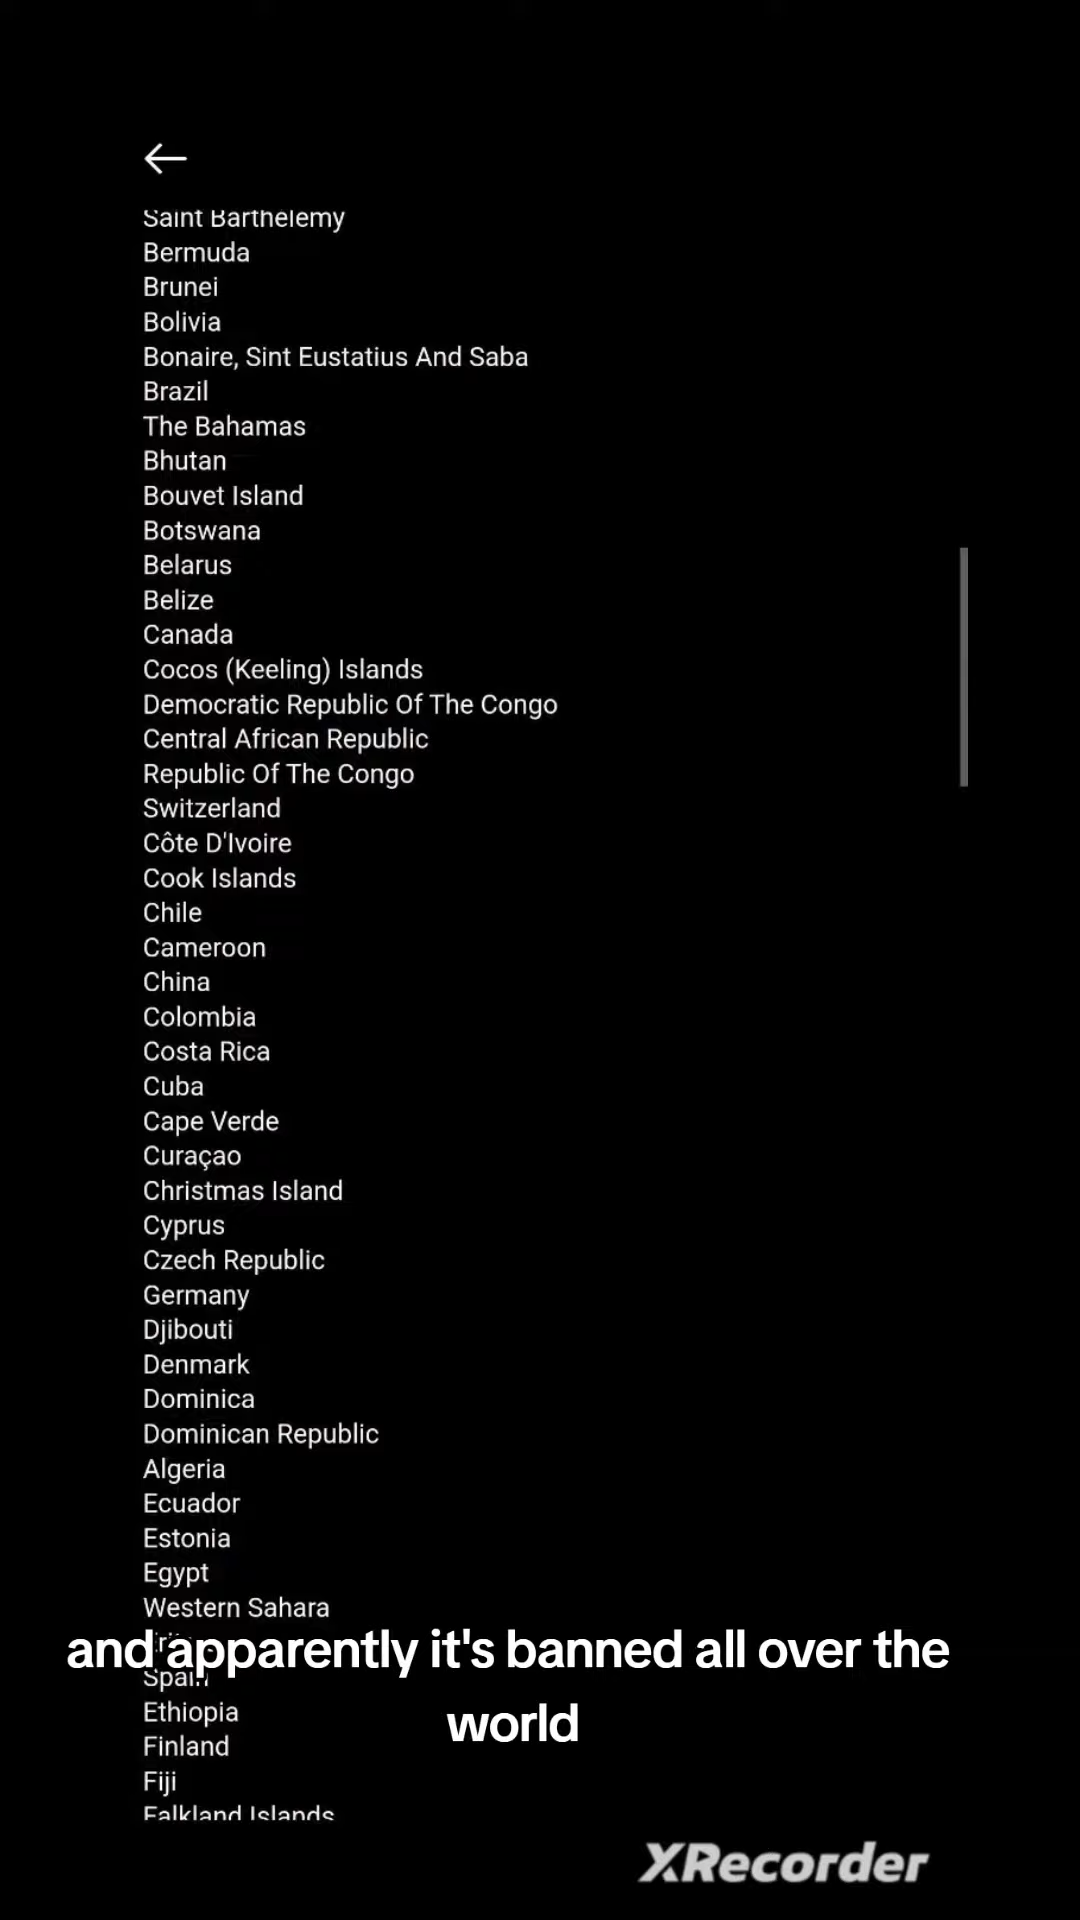 Saint Barthelemy
Bermuda
Brunei
Bolivia
Bonaire, Sint Eustatius And Saba
Brazil
The Bahamas
Bhutan
Bouvet Island
Botswana
Belarus
Belize
Canada
Cocos (Keeling) Islands
Democratic Republic Of The Congo
Central African Republic
Republic Of The Congo
Switzerland
Côte D'Ivoire
Cook Islands
Chile
Cameroon
China
Colombia
Costa Rica
Cuba
Cape Verde
Curaçao
Christmas Island
Cyprus
Czech Republic
Germany
Djibouti
Denmark
Dominica
Dominican Republic
Algeria
Ecuador
Estonia
Egypt
Western Sahara
and apparently it's banned all over the
world
Spain
Ethiopia
Finland
Fiji
Falkland Islands
XRecorder